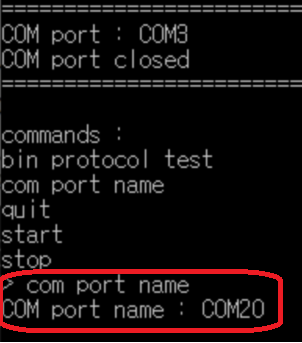 ==============================
COM port : COM3
COM port closed
==============================
commands :
bin protocol test
com port name
quit
start
stop
> com port name
COM port name : COM20